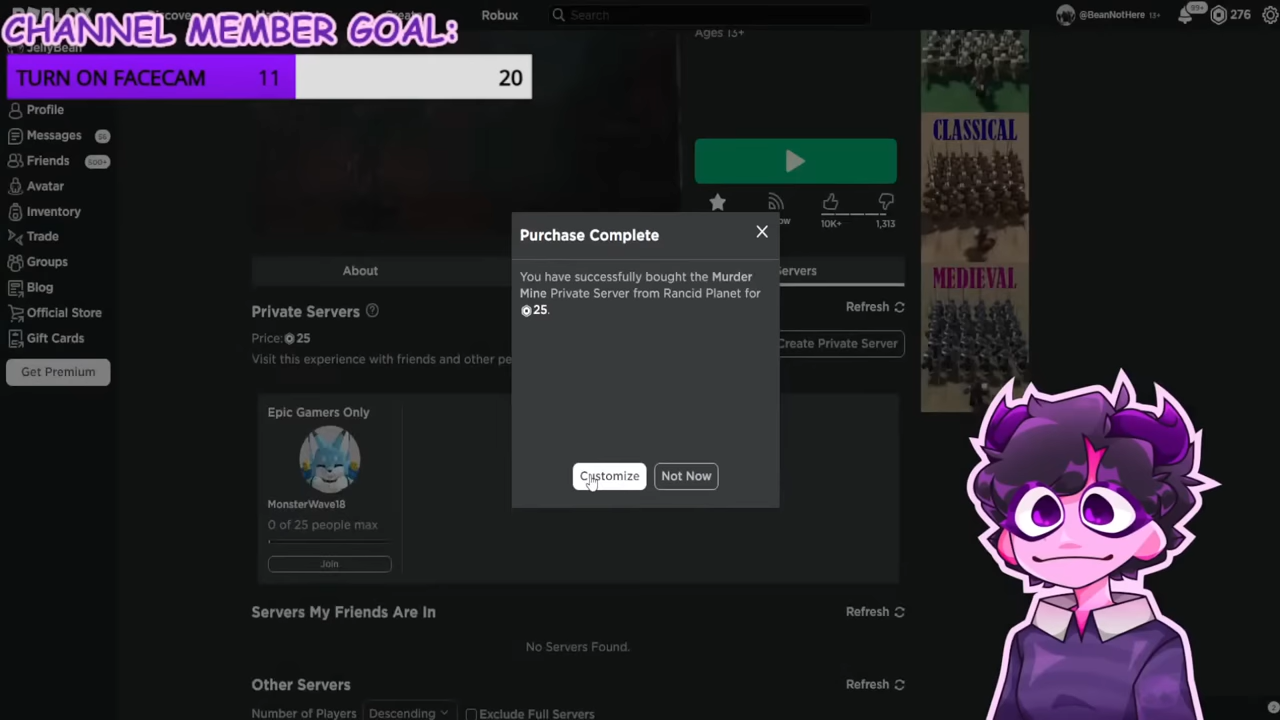 CHANNEL MEMBER GOAL:
TURN ON FACECAM 11 20
Robux
Search
@BeanNotHere 13+
99+
276
JellyBean
Profile
Messages
Friends 500+
Avatar
Inventory
Trade
Groups
Blog
Official Store
Gift Cards
Get Premium
Ages 13+
10K+
1,313
CLASSICAL
MEDIEVAL
About
Servers
Private Servers
Refresh
Price: 25
Create Private Server
Visit this experience with friends and other pe
Purchase Complete
You have successfully bought the Murder
Mine Private Server from Rancid Planet for
25.
Customize
Not Now
Epic Gamers Only
MonsterWave18
0 of 25 people max
Join
Servers My Friends Are In
Refresh
No Servers Found.
Other Servers
Refresh
Number of Players
Descending
Exclude Full Servers